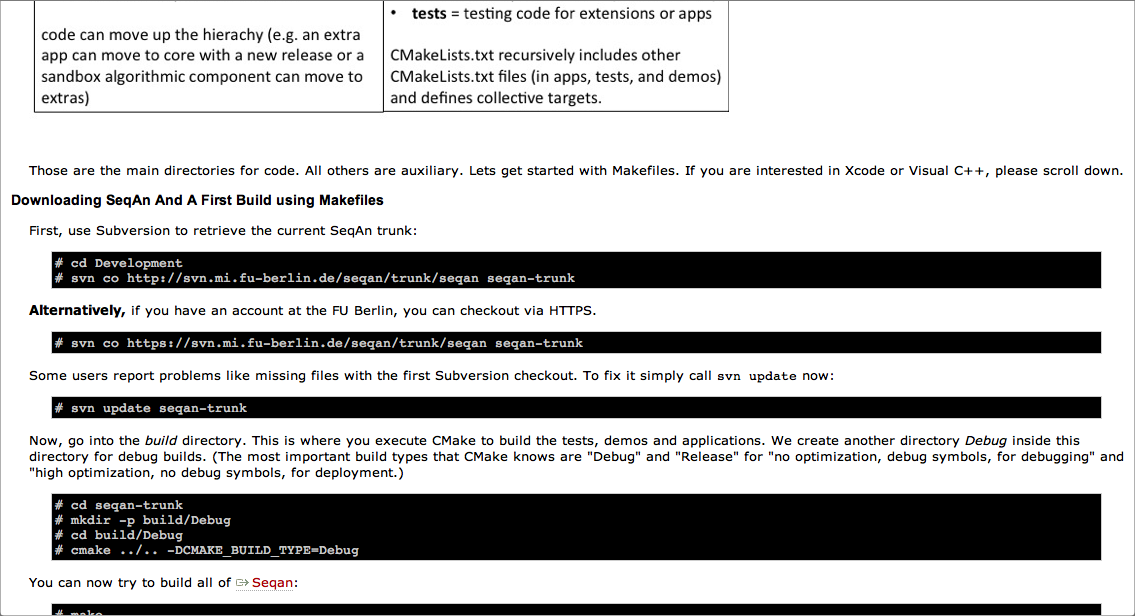 code can move up the hierachy (e.g. an extra
app can move to core with a new release or a
sandbox algorithmic component can move to
extras)
• tests = testing code for extensions or apps
CMakeLists.txt recursively includes other
CMakeLists.txt files (in apps, tests, and demos)
and defines collective targets.
Those are the main directories for code. All others are auxiliary. Lets get started with Makefiles. If you are interested in Xcode or Visual C++, please scroll down.
Downloading SeqAn And A First Build using Makefiles
First, use Subversion to retrieve the current SeqAn trunk:
# cd Development
# svn co http://svn.mi.fu-berlin.de/seqan/trunk/seqan seqan-trunk
Alternatively, if you have an account at the FU Berlin, you can checkout via HTTPS.
# svn co https://svn.mi.fu-berlin.de/seqan/trunk/seqan seqan-trunk
Some users report problems like missing files with the first Subversion checkout. To fix it simply call svn update now:
# svn update seqan-trunk
Now, go into the build directory. This is where you execute CMake to build the tests, demos and applications. We create another directory Debug inside this
directory for debug builds. (The most important build types that CMake knows are "Debug" and "Release" for "no optimization, debug symbols, for debugging" and
"high optimization, no debug symbols, for deployment.)
# cd seqan-trunk
# mkdir -p build/Debug
# cd build/Debug
# cmake ../.. -DCMAKE_BUILD_TYPE=Debug
You can now try to build all of Seqan:
# make